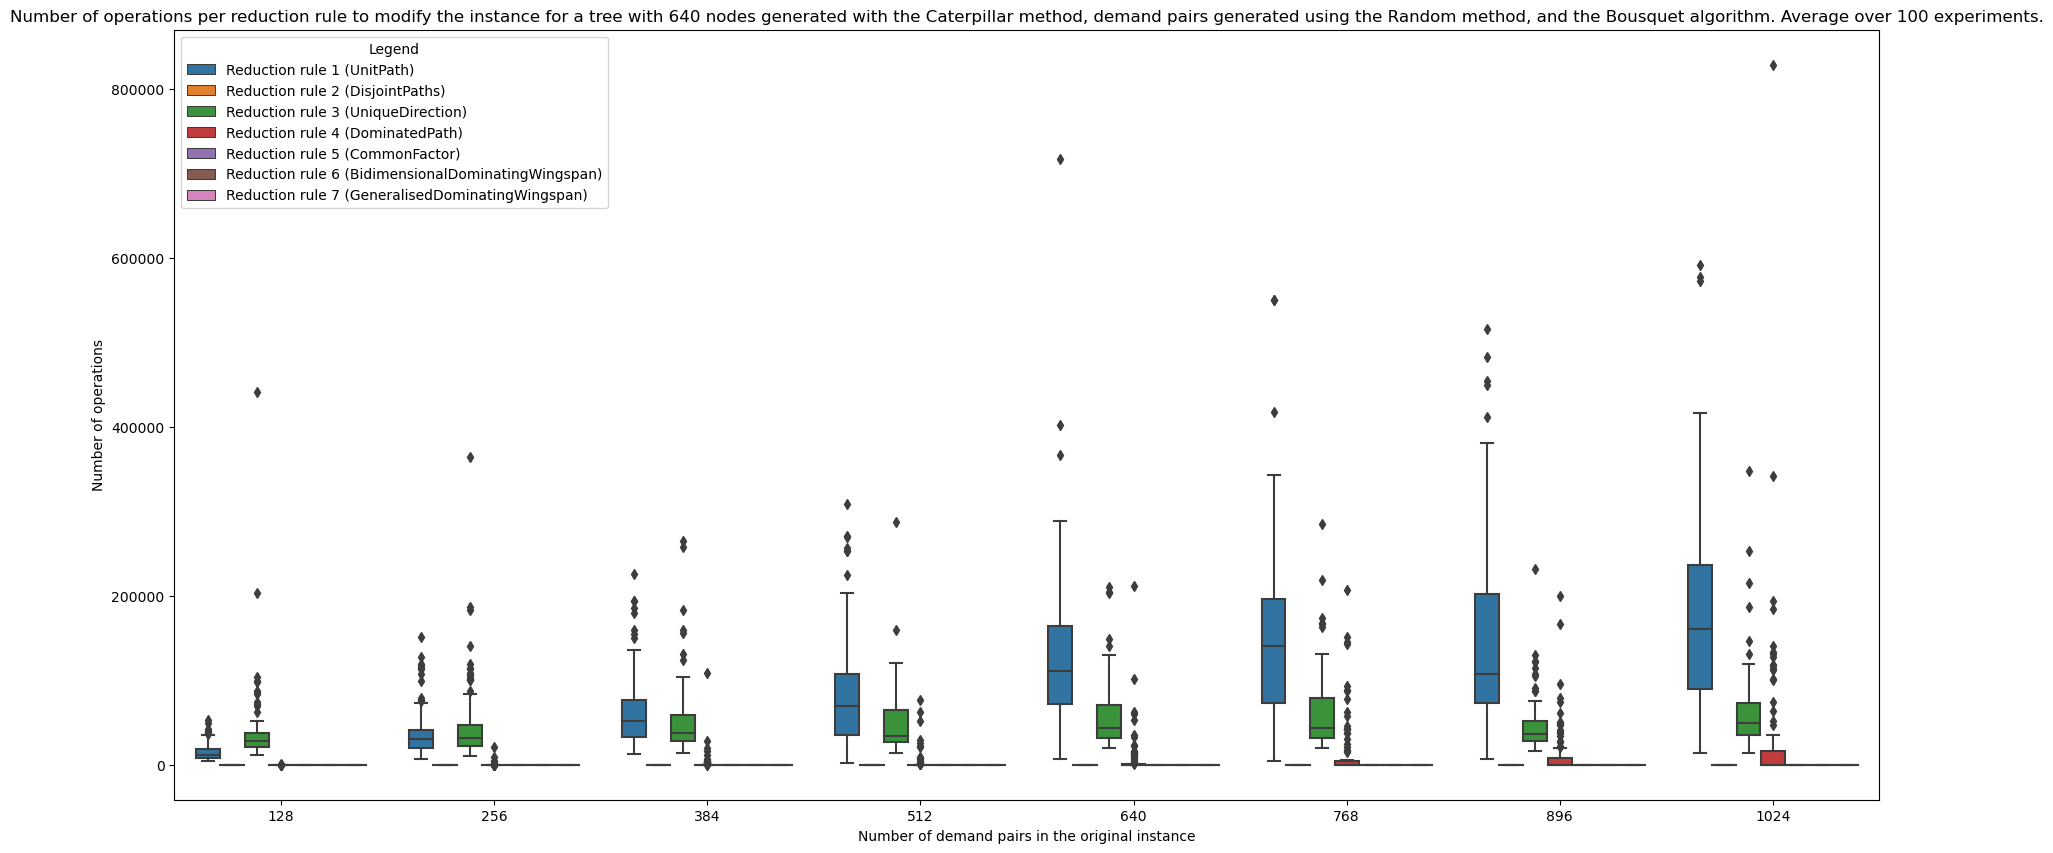 Number of operations per reduction rule to modify the instance for a tree with 640 nodes generated with the Caterpillar method, demand pairs generated using the Random method, and the Bousquet algorithm. Average over 100 experiments.
Legend
Reduction rule 1 (UnitPath)
Reduction rule 2 (DisjointPaths)
Reduction rule 3 (UniqueDirection)
Reduction rule 4 (DominatedPath)
Reduction rule 5 (CommonFactor)
Reduction rule 6 (BidimensionalDominatingWingspan)
Reduction rule 7 (GeneralisedDominatingWingspan)
Number of operations
800000
600000
400000
200000
0
128 256 384 512 640 768 896 1024
Number of demand pairs in the original instance